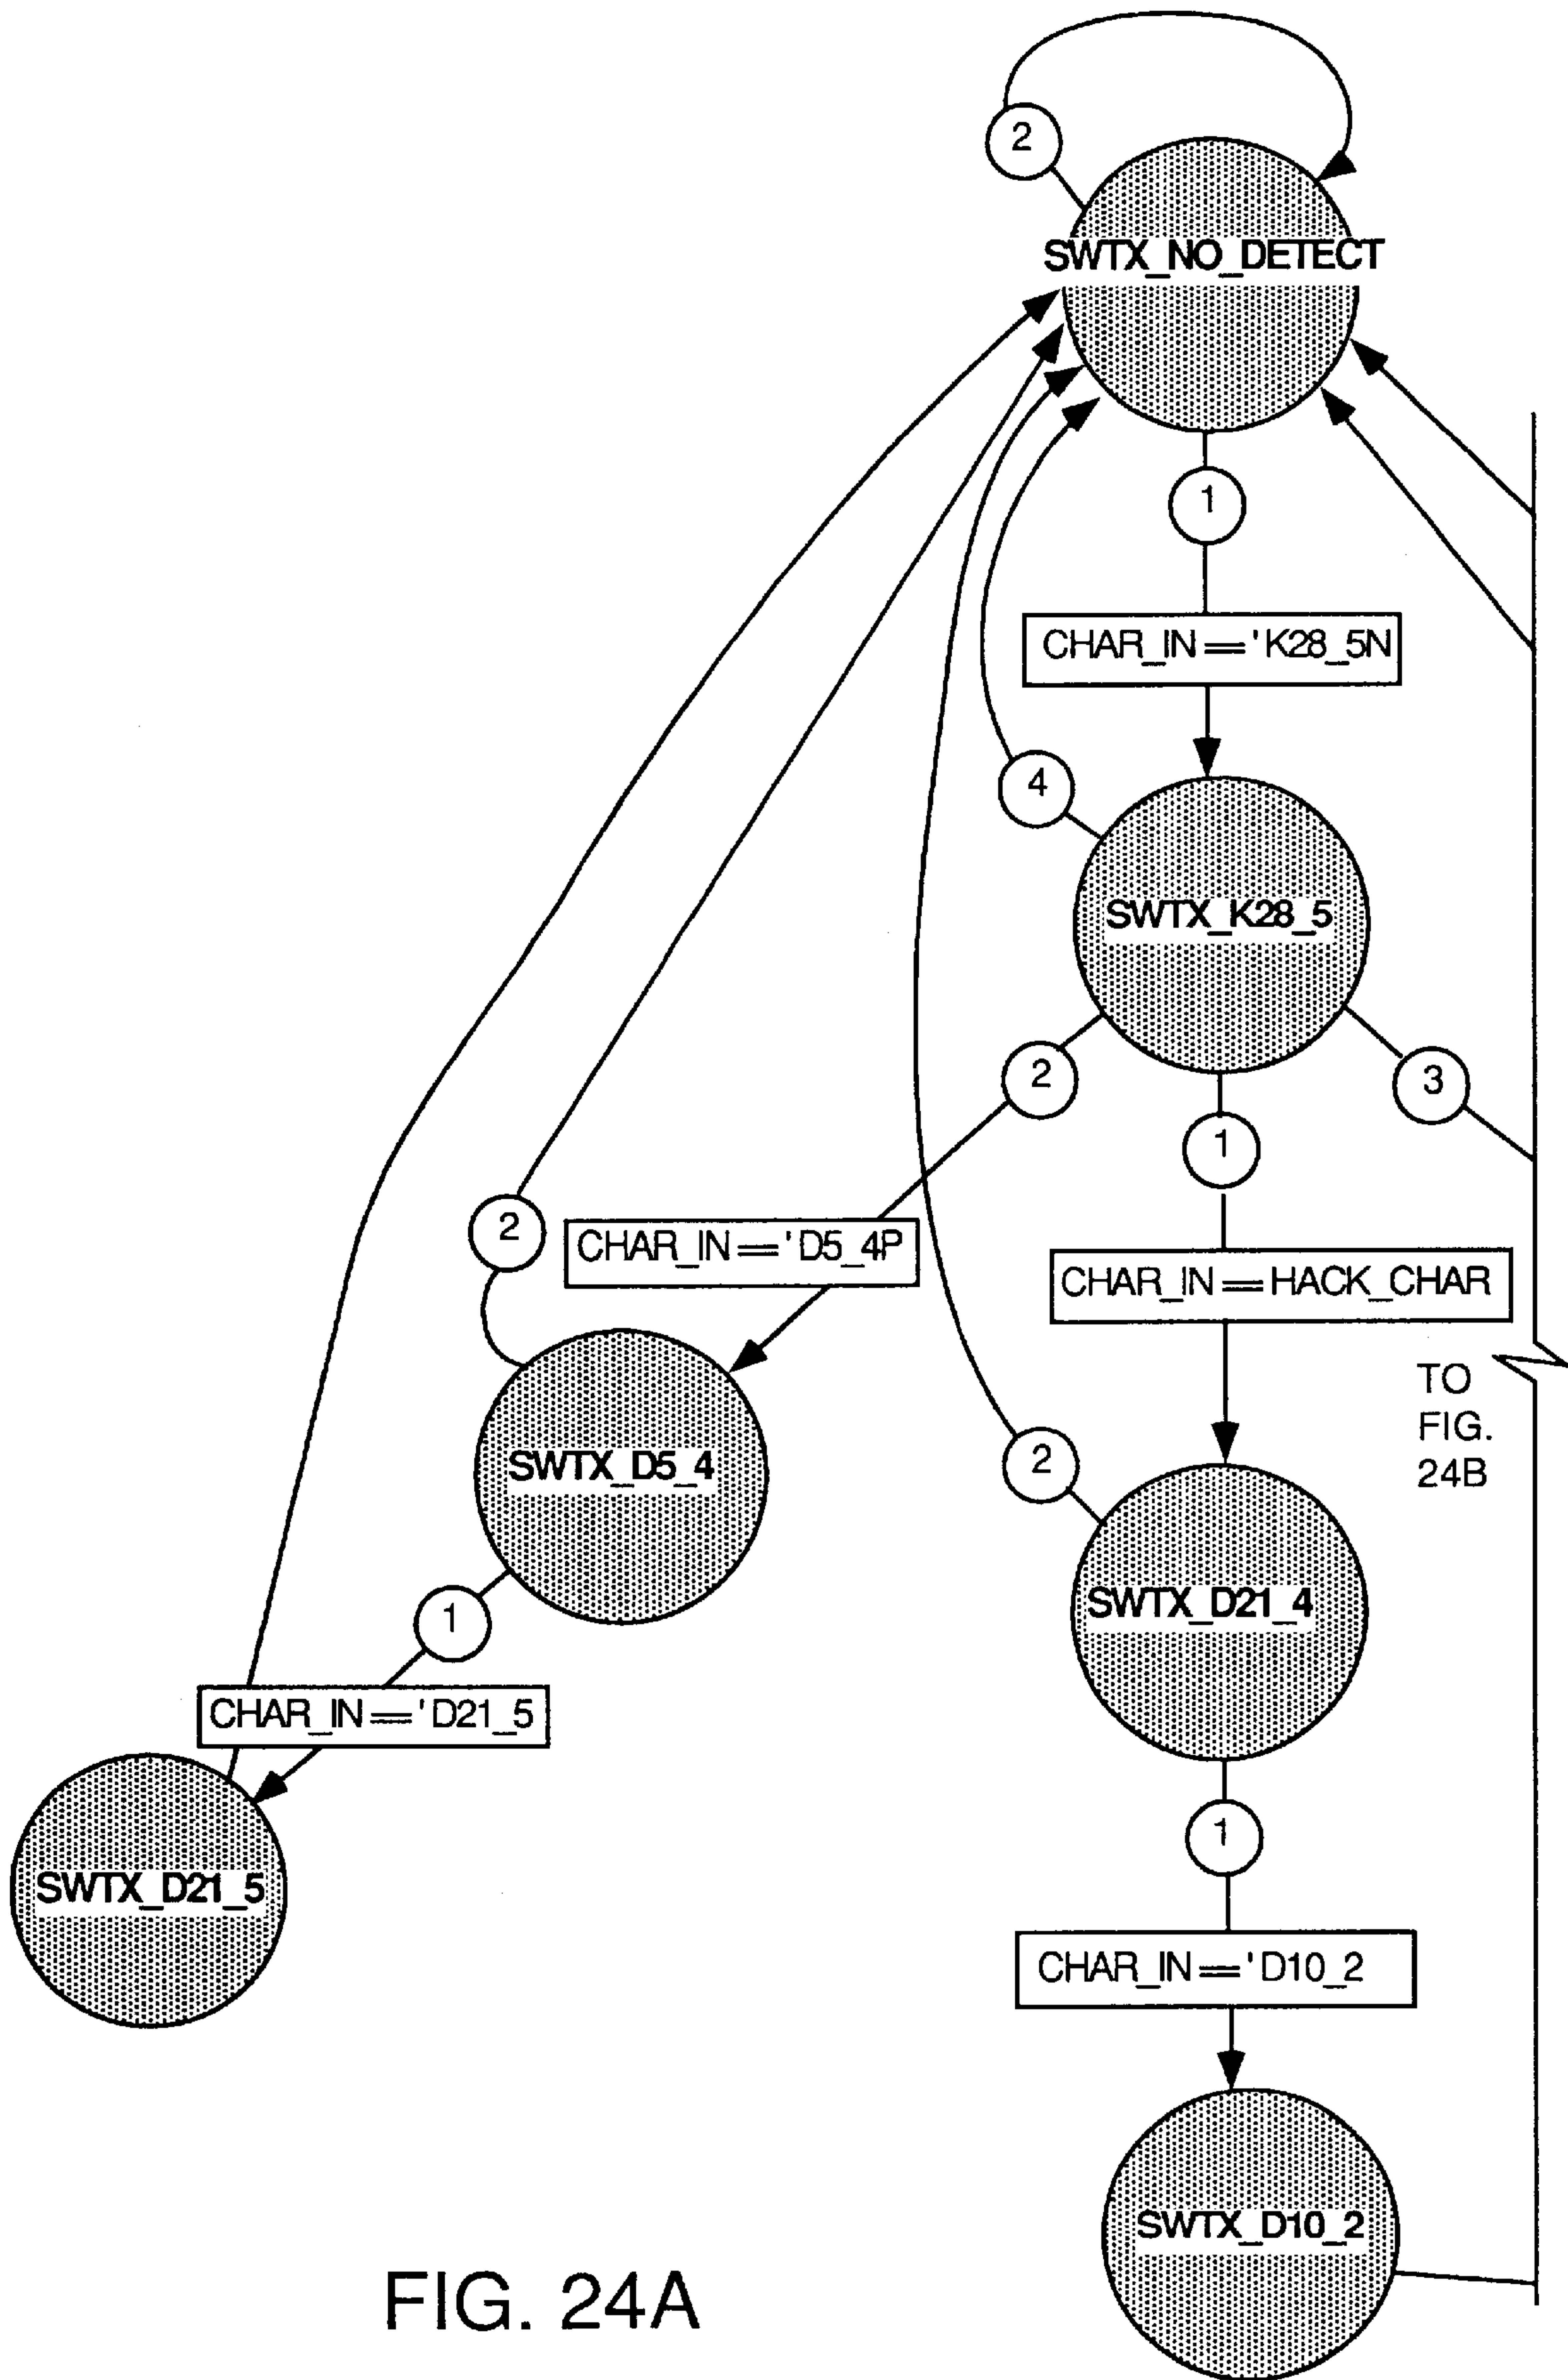 2
SWTX_NO_DETECT
1
CHAR_IN=='K28_5N
4
SWTX_K28_5
2
3
1
2
CHAR_IN=='D5_4P
CHAR_IN==HACK_CHAR
TO
FIG.
24B
SWTX_D5_4
2
SWTX_D21_4
1
CHAR_IN=='D21_5
1
SWTX_D21_5
CHAR_IN=='D10_2
SWTX_D10_2
FIG. 24A